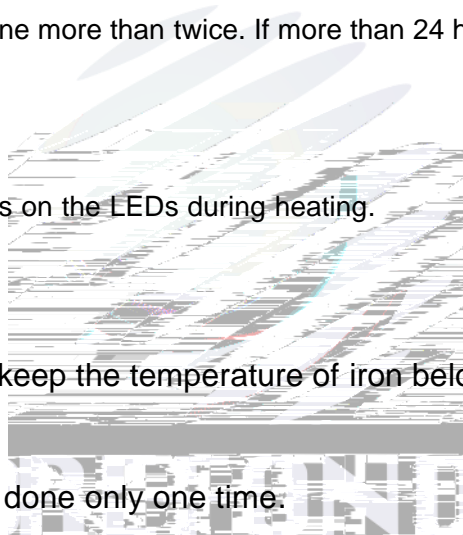 ne more than twice. If more than 24 h
s on the LEDs during heating.
keep the temperature of iron belo
done only one time.